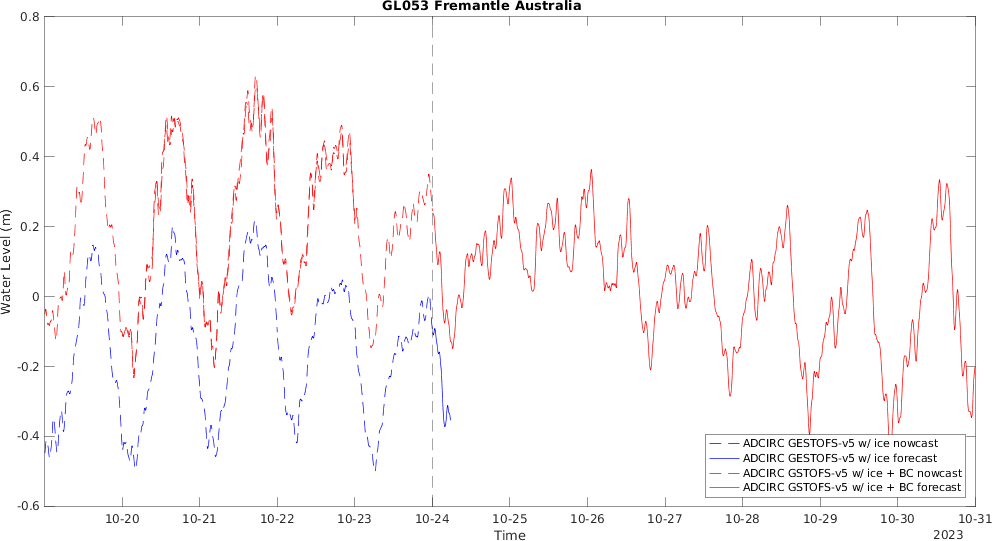 GL053 Fremantle Australia
0.8
0.6
0.4
0.2
0
-0.2
-0.4
-0.6
Water Level (m)
ADCIRC GESTOFS-v5 w/ ice nowcast
ADCIRC GESTOFS-v5 w/ ice forecast
ADCIRC GSTOFS-v5 w/ ice + BC nowcast
ADCIRC GSTOFS-v5 w/ ice + BC forecast
10-20 10-21 10-22 10-23 10-24 10-25 10-26 10-27 10-28 10-29 10-30 10-31
Time
2023